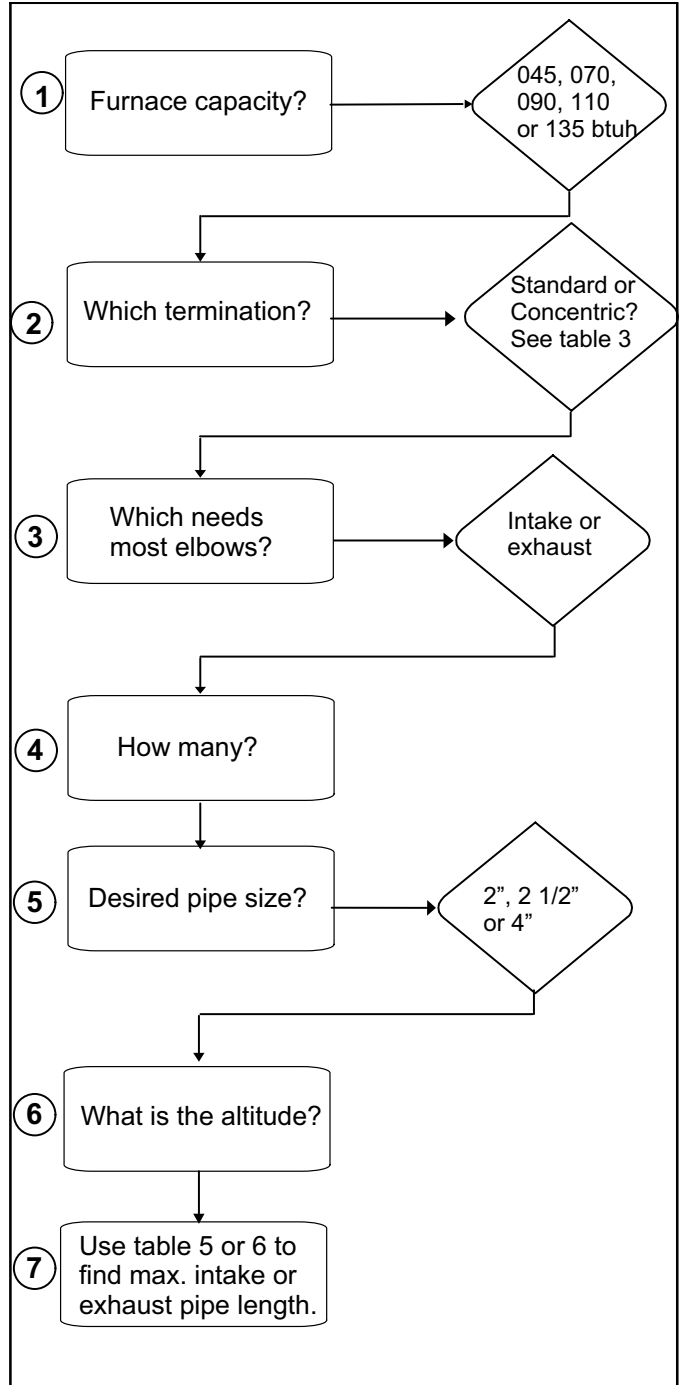 1
Furnace capacity?
045, 070,
090, 110
or 135 btuh
2
Which termination?
Standard or
Concentric?
See table 3
3
Which needs
most elbows?
Intake or
exhaust
4
How many?
5
Desired pipe size?
2”, 2 1/2”
or 4”
6
What is the altitude?
7
Use table 5 or 6 to
find max. intake or
exhaust pipe length.